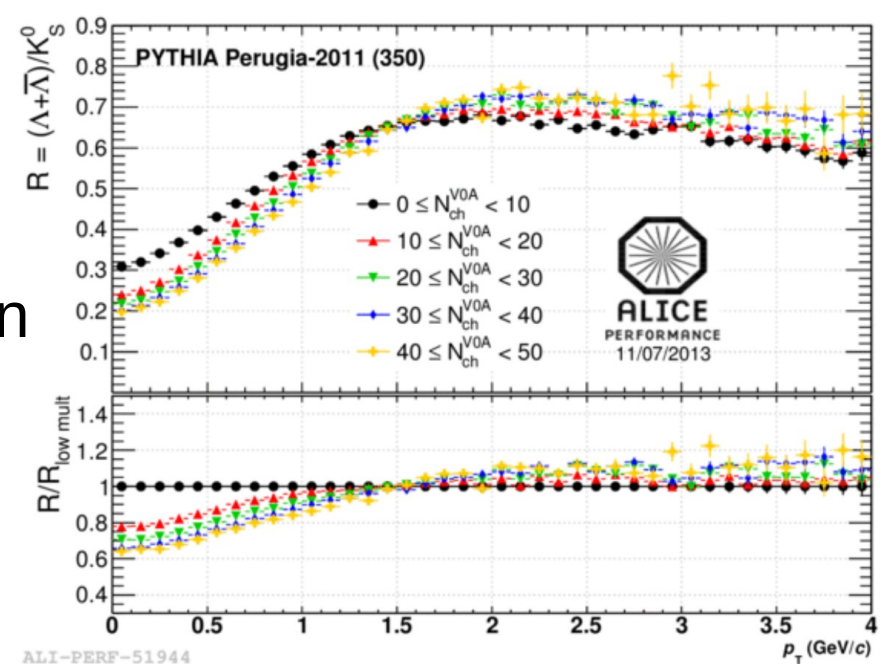 PYTHIA Perugia-2011 (350)
R = (Λ+Λ̅)/K⁰_S
0.9
0.8
0.7
0.6
0.5
0.4
0.3
0.2
0.1
n
0 ≤ N_ch^V0A < 10
10 ≤ N_ch^V0A < 20
20 ≤ N_ch^V0A < 30
30 ≤ N_ch^V0A < 40
40 ≤ N_ch^V0A < 50
ALICE
PERFORMANCE
11/07/2013
R/R_low mult
1.4
1.2
1
0.8
0.6
0.4
0 0.5 1 1.5 2 2.5 3 3.5 4
p_T (GeV/c)
ALI-PERF-51944